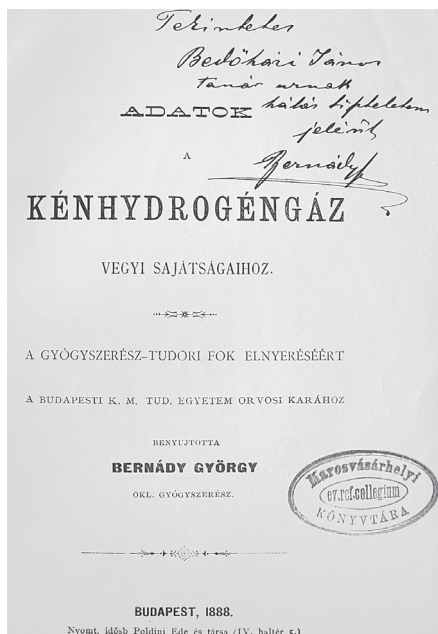 Tekintetes
Bedőházi János
tanár urnak
hálás tiszteletem
jeléül
Bernády
ADATOK
A
KÉNHYDROGÉNGÁZ
VEGYI SAJÁTSÁGAIHOZ.
A GYÓGYSZERÉSZ-TUDORI FOK ELNYERÉSÉÉRT
A BUDAPESTI K. M. TUD. EGYETEM ORVOSI KARÁHOZ
BENYUJTOTTA
BERNÁDY GYÖRGY
OKL. GYÓGYSZERÉSZ.
Marosvásárhelyi
ev. ref. collegium
KÖNYVTÁRA
BUDAPEST, 1888.
Nyomt. idősb Poldini Ede és társa (IV. haltér 5.)